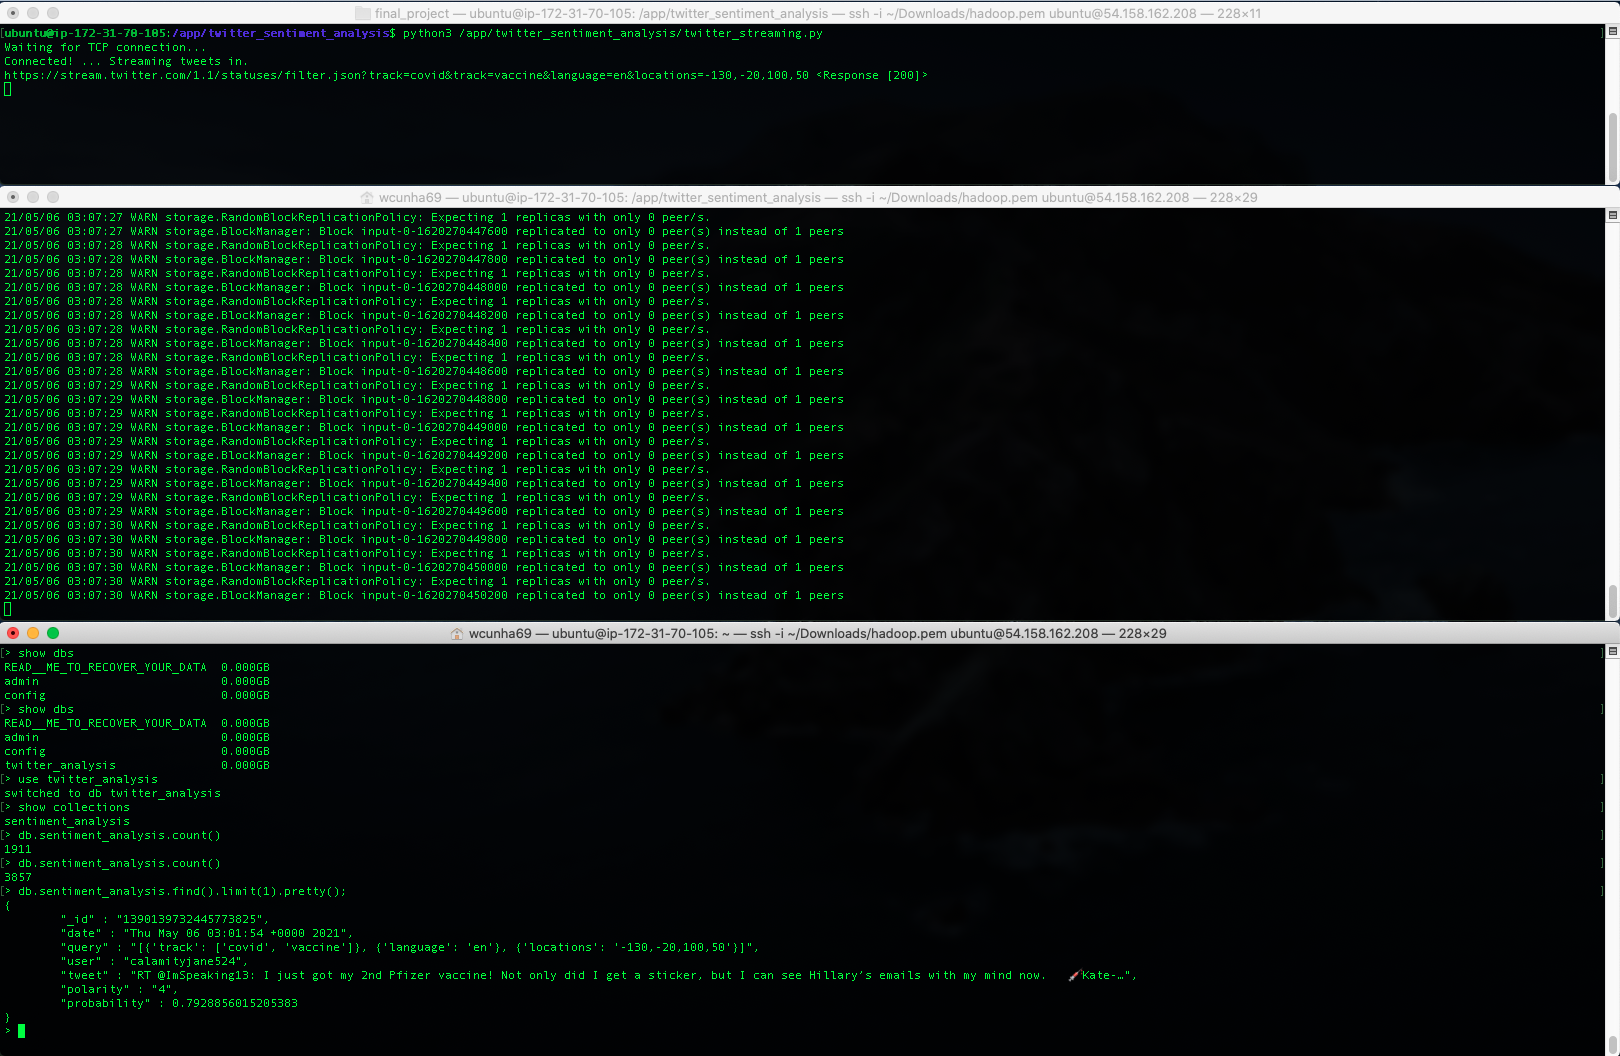 final_project — ubuntu@ip-172-31-70-105: /app/twitter_sentiment_analysis — ssh -i ~/Downloads/hadoop.pem ubuntu@54.158.162.208 — 228×11
[ubuntu@ip-172-31-70-105:/app/twitter_sentiment_analysis$ python3 /app/twitter_sentiment_analysis/twitter_streaming.py ]
Waiting for TCP connection...
Connected! ... Streaming tweets in.
https://stream.twitter.com/1.1/statuses/filter.json?track=covid&track=vaccine&language=en&locations=-130,-20,100,50 <Response [200]>
wcunha69 — ubuntu@ip-172-31-70-105: /app/twitter_sentiment_analysis — ssh -i ~/Downloads/hadoop.pem ubuntu@54.158.162.208 — 228×29
21/05/06 03:07:27 WARN storage.RandomBlockReplicationPolicy: Expecting 1 replicas with only 0 peer/s.
21/05/06 03:07:27 WARN storage.BlockManager: Block input-0-1620270447600 replicated to only 0 peer(s) instead of 1 peers
21/05/06 03:07:28 WARN storage.RandomBlockReplicationPolicy: Expecting 1 replicas with only 0 peer/s.
21/05/06 03:07:28 WARN storage.BlockManager: Block input-0-1620270447800 replicated to only 0 peer(s) instead of 1 peers
21/05/06 03:07:28 WARN storage.RandomBlockReplicationPolicy: Expecting 1 replicas with only 0 peer/s.
21/05/06 03:07:28 WARN storage.BlockManager: Block input-0-1620270448000 replicated to only 0 peer(s) instead of 1 peers
21/05/06 03:07:28 WARN storage.RandomBlockReplicationPolicy: Expecting 1 replicas with only 0 peer/s.
21/05/06 03:07:28 WARN storage.BlockManager: Block input-0-1620270448200 replicated to only 0 peer(s) instead of 1 peers
21/05/06 03:07:28 WARN storage.RandomBlockReplicationPolicy: Expecting 1 replicas with only 0 peer/s.
21/05/06 03:07:28 WARN storage.BlockManager: Block input-0-1620270448400 replicated to only 0 peer(s) instead of 1 peers
21/05/06 03:07:28 WARN storage.RandomBlockReplicationPolicy: Expecting 1 replicas with only 0 peer/s.
21/05/06 03:07:28 WARN storage.BlockManager: Block input-0-1620270448600 replicated to only 0 peer(s) instead of 1 peers
21/05/06 03:07:29 WARN storage.RandomBlockReplicationPolicy: Expecting 1 replicas with only 0 peer/s.
21/05/06 03:07:29 WARN storage.BlockManager: Block input-0-1620270448800 replicated to only 0 peer(s) instead of 1 peers
21/05/06 03:07:29 WARN storage.RandomBlockReplicationPolicy: Expecting 1 replicas with only 0 peer/s.
21/05/06 03:07:29 WARN storage.BlockManager: Block input-0-1620270449000 replicated to only 0 peer(s) instead of 1 peers
21/05/06 03:07:29 WARN storage.RandomBlockReplicationPolicy: Expecting 1 replicas with only 0 peer/s.
21/05/06 03:07:29 WARN storage.BlockManager: Block input-0-1620270449200 replicated to only 0 peer(s) instead of 1 peers
21/05/06 03:07:29 WARN storage.RandomBlockReplicationPolicy: Expecting 1 replicas with only 0 peer/s.
21/05/06 03:07:29 WARN storage.BlockManager: Block input-0-1620270449400 replicated to only 0 peer(s) instead of 1 peers
21/05/06 03:07:29 WARN storage.RandomBlockReplicationPolicy: Expecting 1 replicas with only 0 peer/s.
21/05/06 03:07:29 WARN storage.BlockManager: Block input-0-1620270449600 replicated to only 0 peer(s) instead of 1 peers
21/05/06 03:07:30 WARN storage.RandomBlockReplicationPolicy: Expecting 1 replicas with only 0 peer/s.
21/05/06 03:07:30 WARN storage.BlockManager: Block input-0-1620270449800 replicated to only 0 peer(s) instead of 1 peers
21/05/06 03:07:30 WARN storage.RandomBlockReplicationPolicy: Expecting 1 replicas with only 0 peer/s.
21/05/06 03:07:30 WARN storage.BlockManager: Block input-0-1620270450000 replicated to only 0 peer(s) instead of 1 peers
21/05/06 03:07:30 WARN storage.RandomBlockReplicationPolicy: Expecting 1 replicas with only 0 peer/s.
21/05/06 03:07:30 WARN storage.BlockManager: Block input-0-1620270450200 replicated to only 0 peer(s) instead of 1 peers
wcunha69 — ubuntu@ip-172-31-70-105: ~ — ssh -i ~/Downloads/hadoop.pem ubuntu@54.158.162.208 — 228×29
[> show dbs ]
READ__ME_TO_RECOVER_YOUR_DATA 0.000GB
admin 0.000GB
config 0.000GB
[> show dbs ]
READ__ME_TO_RECOVER_YOUR_DATA 0.000GB
admin 0.000GB
config 0.000GB
twitter_analysis 0.000GB
[> use twitter_analysis ]
switched to db twitter_analysis
[> show collections ]
sentiment_analysis
[> db.sentiment_analysis.count() ]
1911
[> db.sentiment_analysis.count() ]
3857
[> db.sentiment_analysis.find().limit(1).pretty(); ]
{
"_id" : "1390139732445773825",
"date" : "Thu May 06 03:01:54 +0000 2021",
"query" : "[{'track': ['covid', 'vaccine']}, {'language': 'en'}, {'locations': '-130,-20,100,50'}]",
"user" : "calamityjane524",
"tweet" : "RT @ImSpeaking13: I just got my 2nd Pfizer vaccine! Not only did I get a sticker, but I can see Hillary’s emails with my mind now. 💉Kate-…",
"polarity" : "4",
"probability" : 0.7928856015205383
}
>